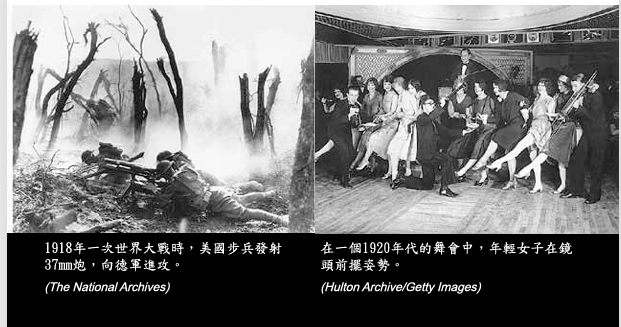 1918年一次世界大戰時，美國步兵發射
37mm炮，向德軍進攻。
(The National Archives)
在一個1920年代的舞會中，年輕女子在鏡
頭前擺姿勢。
(Hulton Archive/Getty Images)